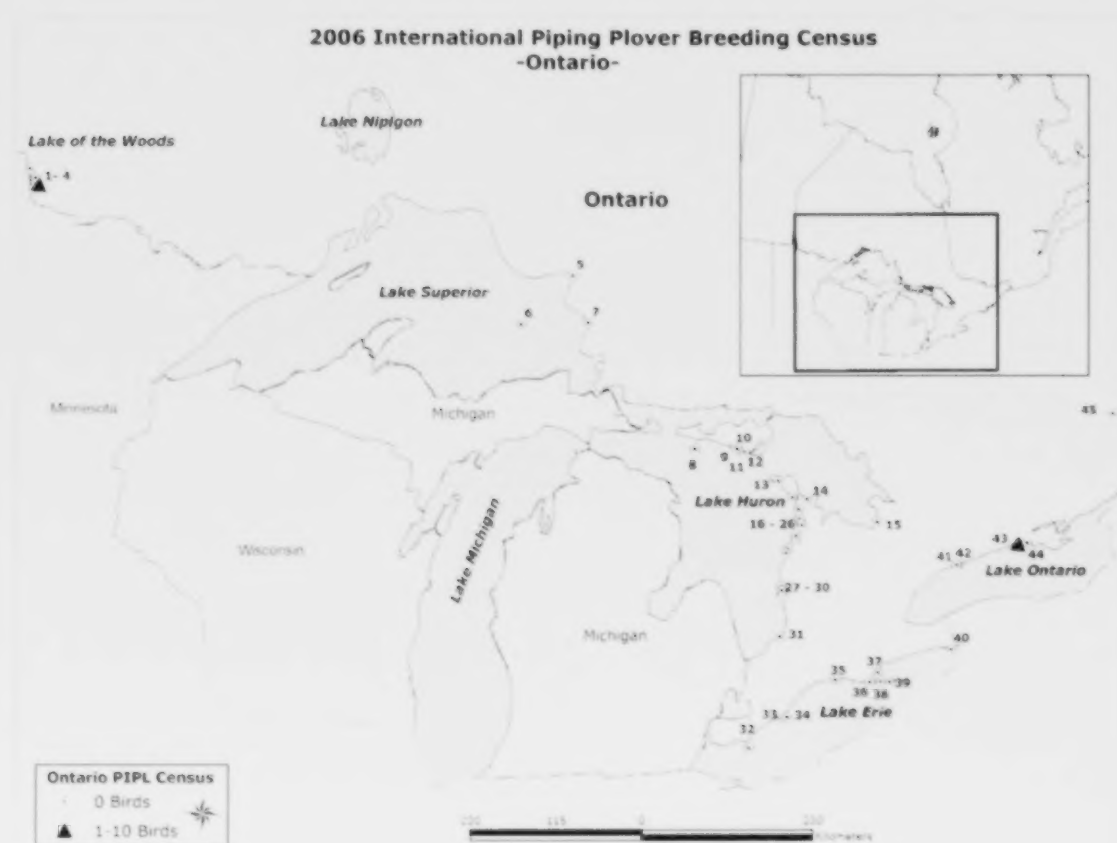 2006 International Piping Plover Breeding Census
-Ontario-
Lake Nipigon
Lake of the Woods
1- 4
Ontario
5
Lake Superior
6
7
Minnesota
Michigan
45
10
9
12
8
11
13
Lake Huron
14
16 - 26
15
Wisconsin
Lake Michigan
43
41
42
44
Lake Ontario
27 - 30
Michigan
31
40
37
35
39
36
38
33 - 34
Lake Erie
32
Ontario PIPL Census
0 Birds
1-10 Birds
115
0
Kilometers